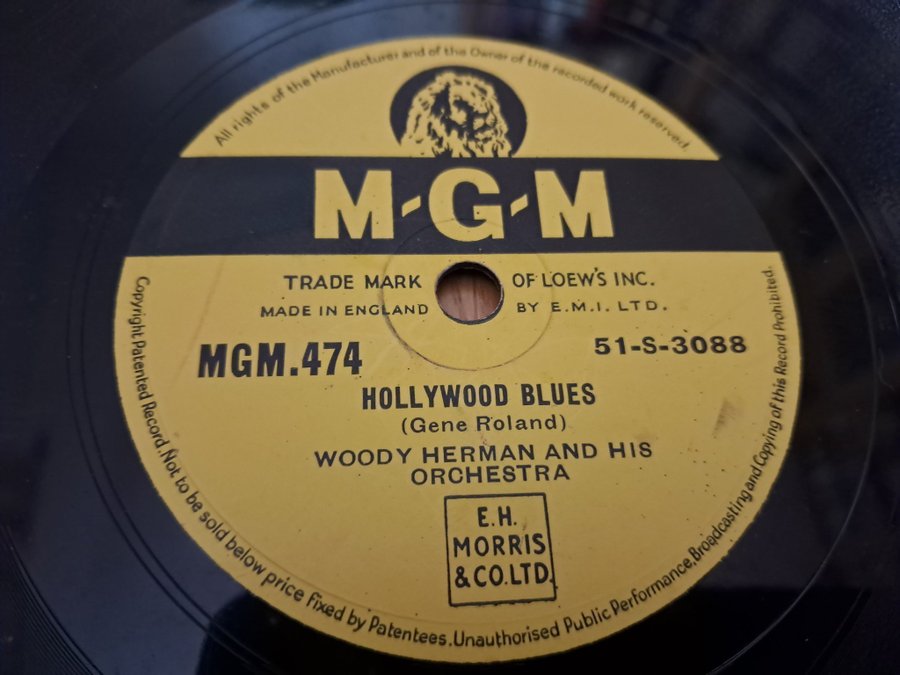 All rights of the Manufacturer and of the Owner of the recorded work reserved.
M-G-M
TRADE MARK OF LOEW'S INC.
MADE IN ENGLAND BY E.M.I. LTD.
MGM.474 51-S-3088
HOLLYWOOD BLUES
(Gene Roland)
WOODY HERMAN AND HIS
ORCHESTRA
E.H.
MORRIS
& CO.LTD.
Copyright Patented Record. Not to be sold below price fixed by Patentees. Unauthorised Public Performance, Broadcasting and Copying of this Record Prohibited.